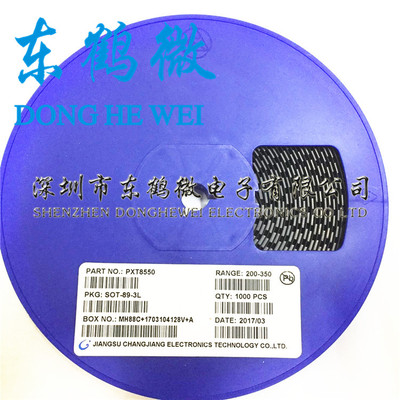 东鹤微
DONG HE WEI
深圳市东鹤微电子有限公司
SHENZHEN DONGHEWEI ELECTRONICS CO.,LTD
PART NO.: PXT8550
RANGE: 200-350
PKG: SOT-89-3L
QTY: 1000 PCS
BOX NO.: MH88C+1703104128V+A
DATE: 2017/03
JIANGSU CHANGJIANG ELECTRONICS TECHNOLOGY CO.,LTD.
Pb